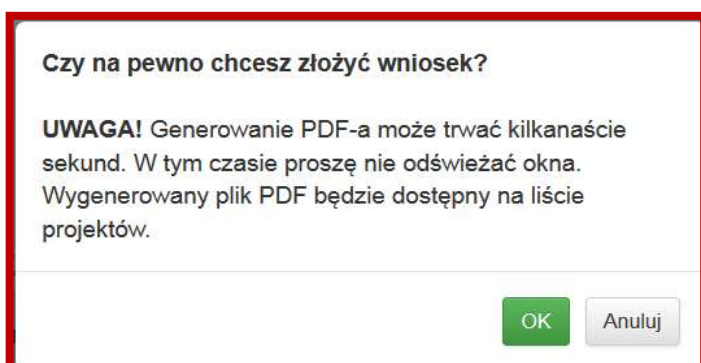 Czy na pewno chcesz złożyć wniosek?
UWAGA! Generowanie PDF-a może trwać kilkanaście
sekund. W tym czasie proszę nie odświeżać okna.
Wygenerowany plik PDF będzie dostępny na liście
projektów.
OK Anuluj